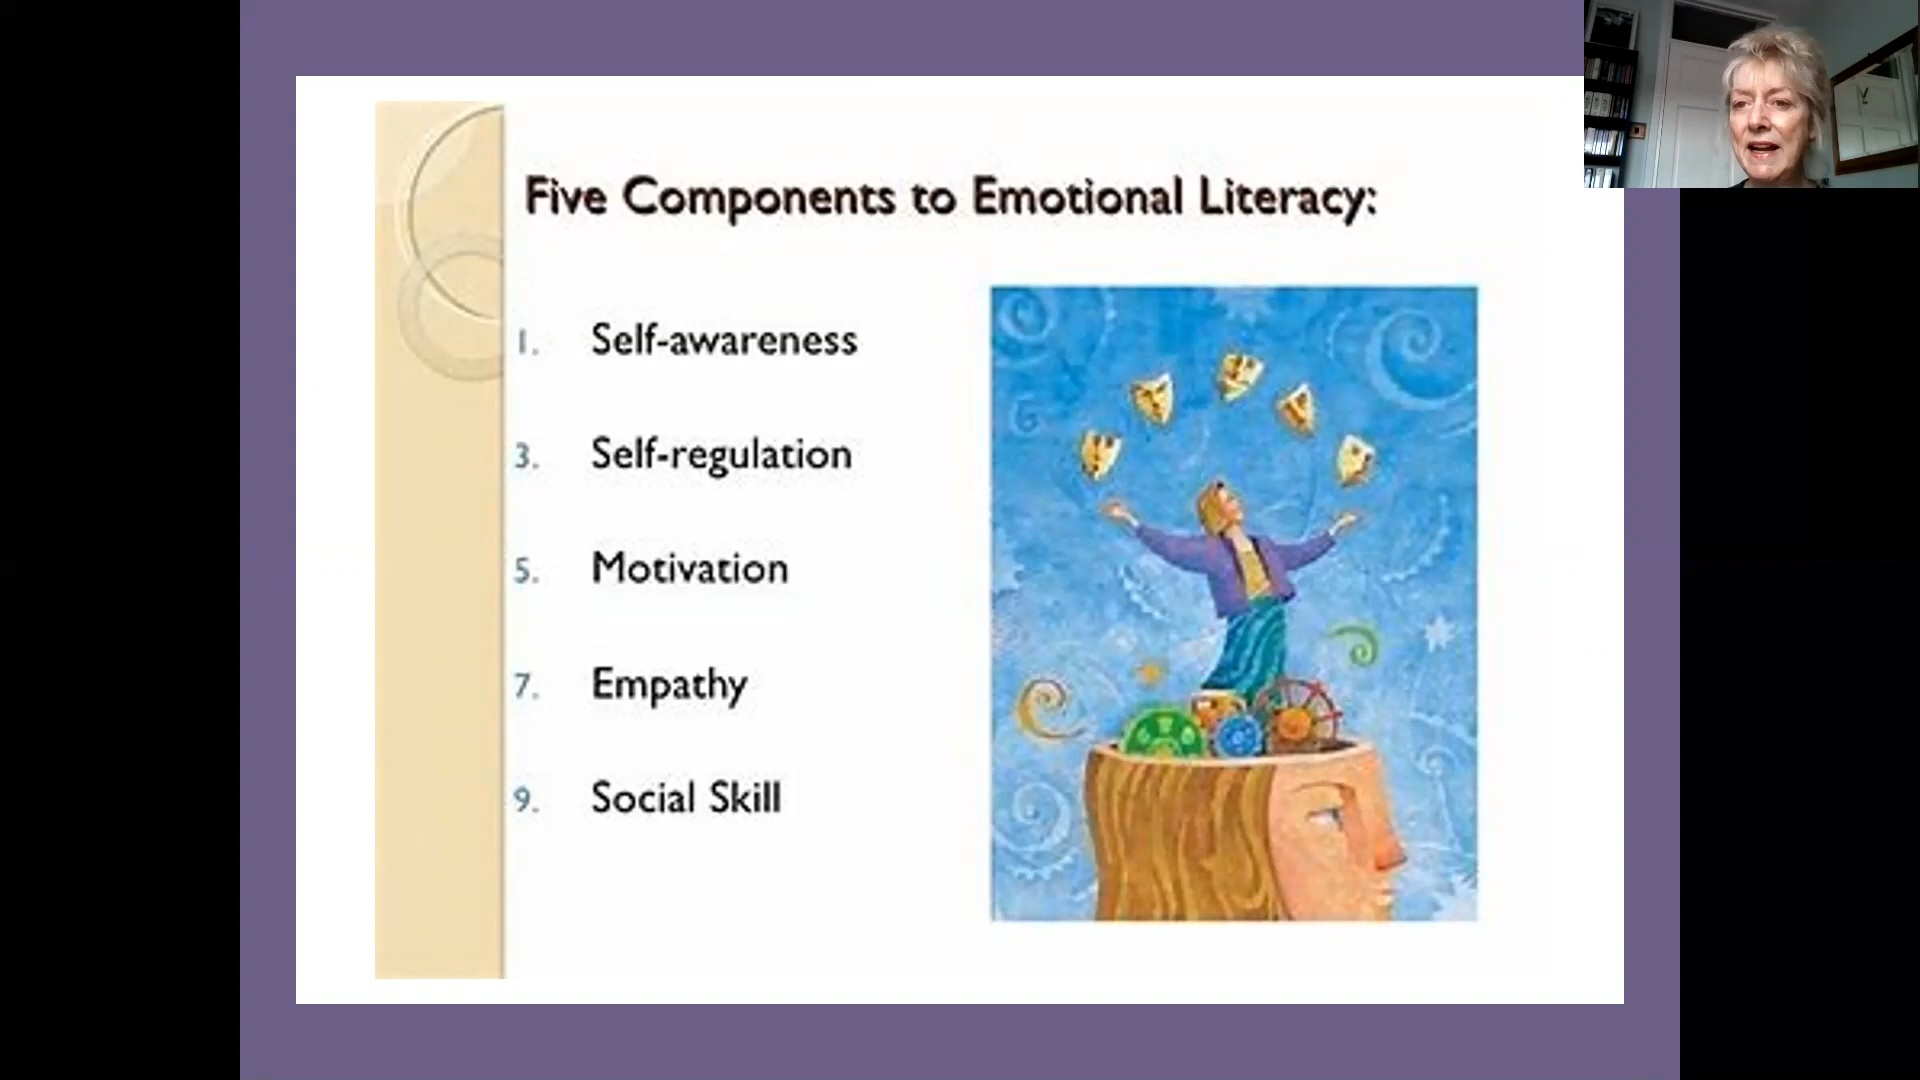 Five Components to Emotional Literacy:
1. Self-awareness
3. Self-regulation
5. Motivation
7. Empathy
9. Social Skill